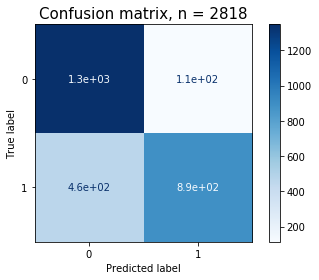 Confusion matrix, n = 2818
0
1.3e+03
1.1e+02
1
4.6e+02
8.9e+02
0
1
True label
Predicted label
1200
1000
800
600
400
200